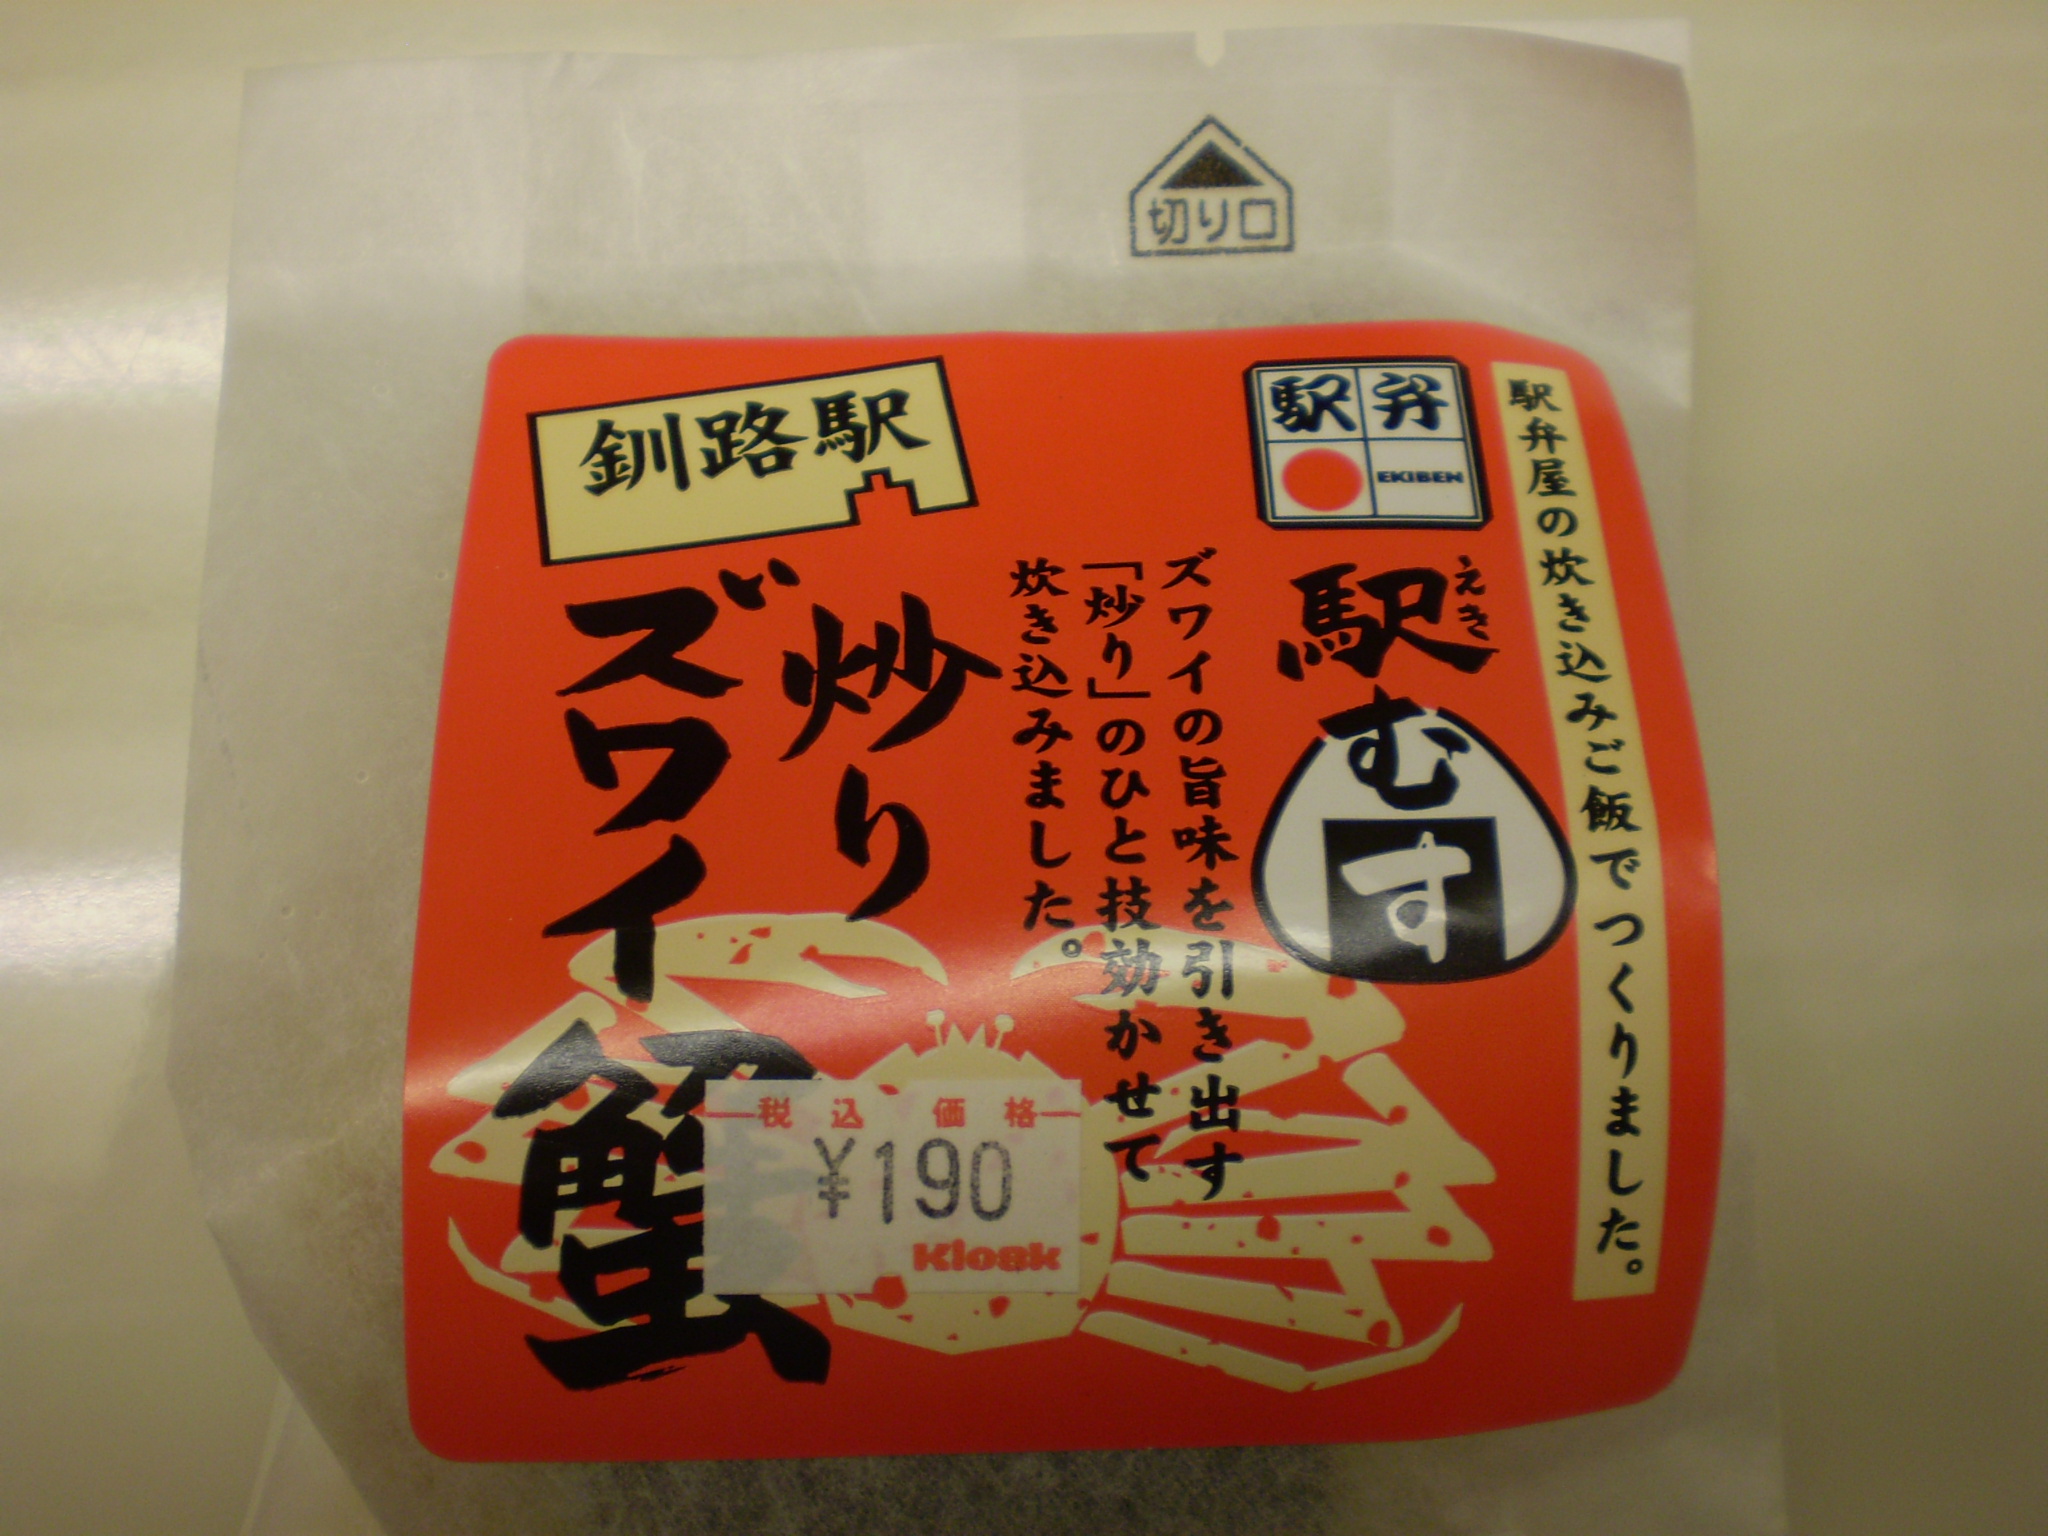 切り口
駅弁屋の炊き込みご飯でつくりました。
駅弁
EKIBEN
えき
駅むす
ズワイの旨味を引き出す
「炒り」のひと技効かせて
炊き込みました。
釧路駅
炒り
ズワイ蟹
税込価格
¥190
Kiosk